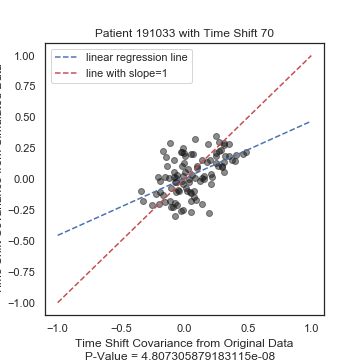 Patient 191033 with Time Shift 70
linear regression line
line with slope=1
1.00
0.75
0.50
0.25
0.00
−0.25
−0.50
−0.75
−1.00
−1.0 −0.5 0.0 0.5 1.0
Time Shift Covariance from Original Data
P-Value = 4.807305879183115e-08